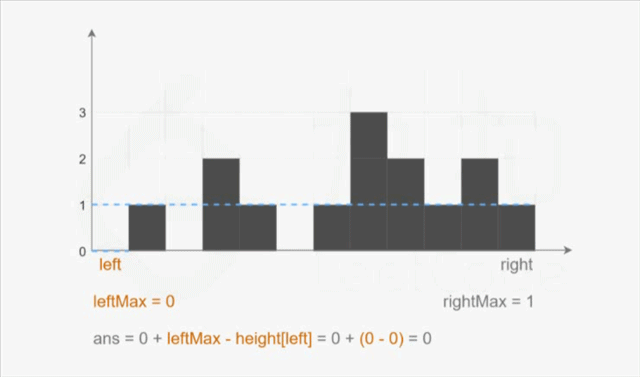 3
2
1
0
left right
leftMax = 0 rightMax = 1
ans = 0 + leftMax - height[left] = 0 + (0 - 0) = 0